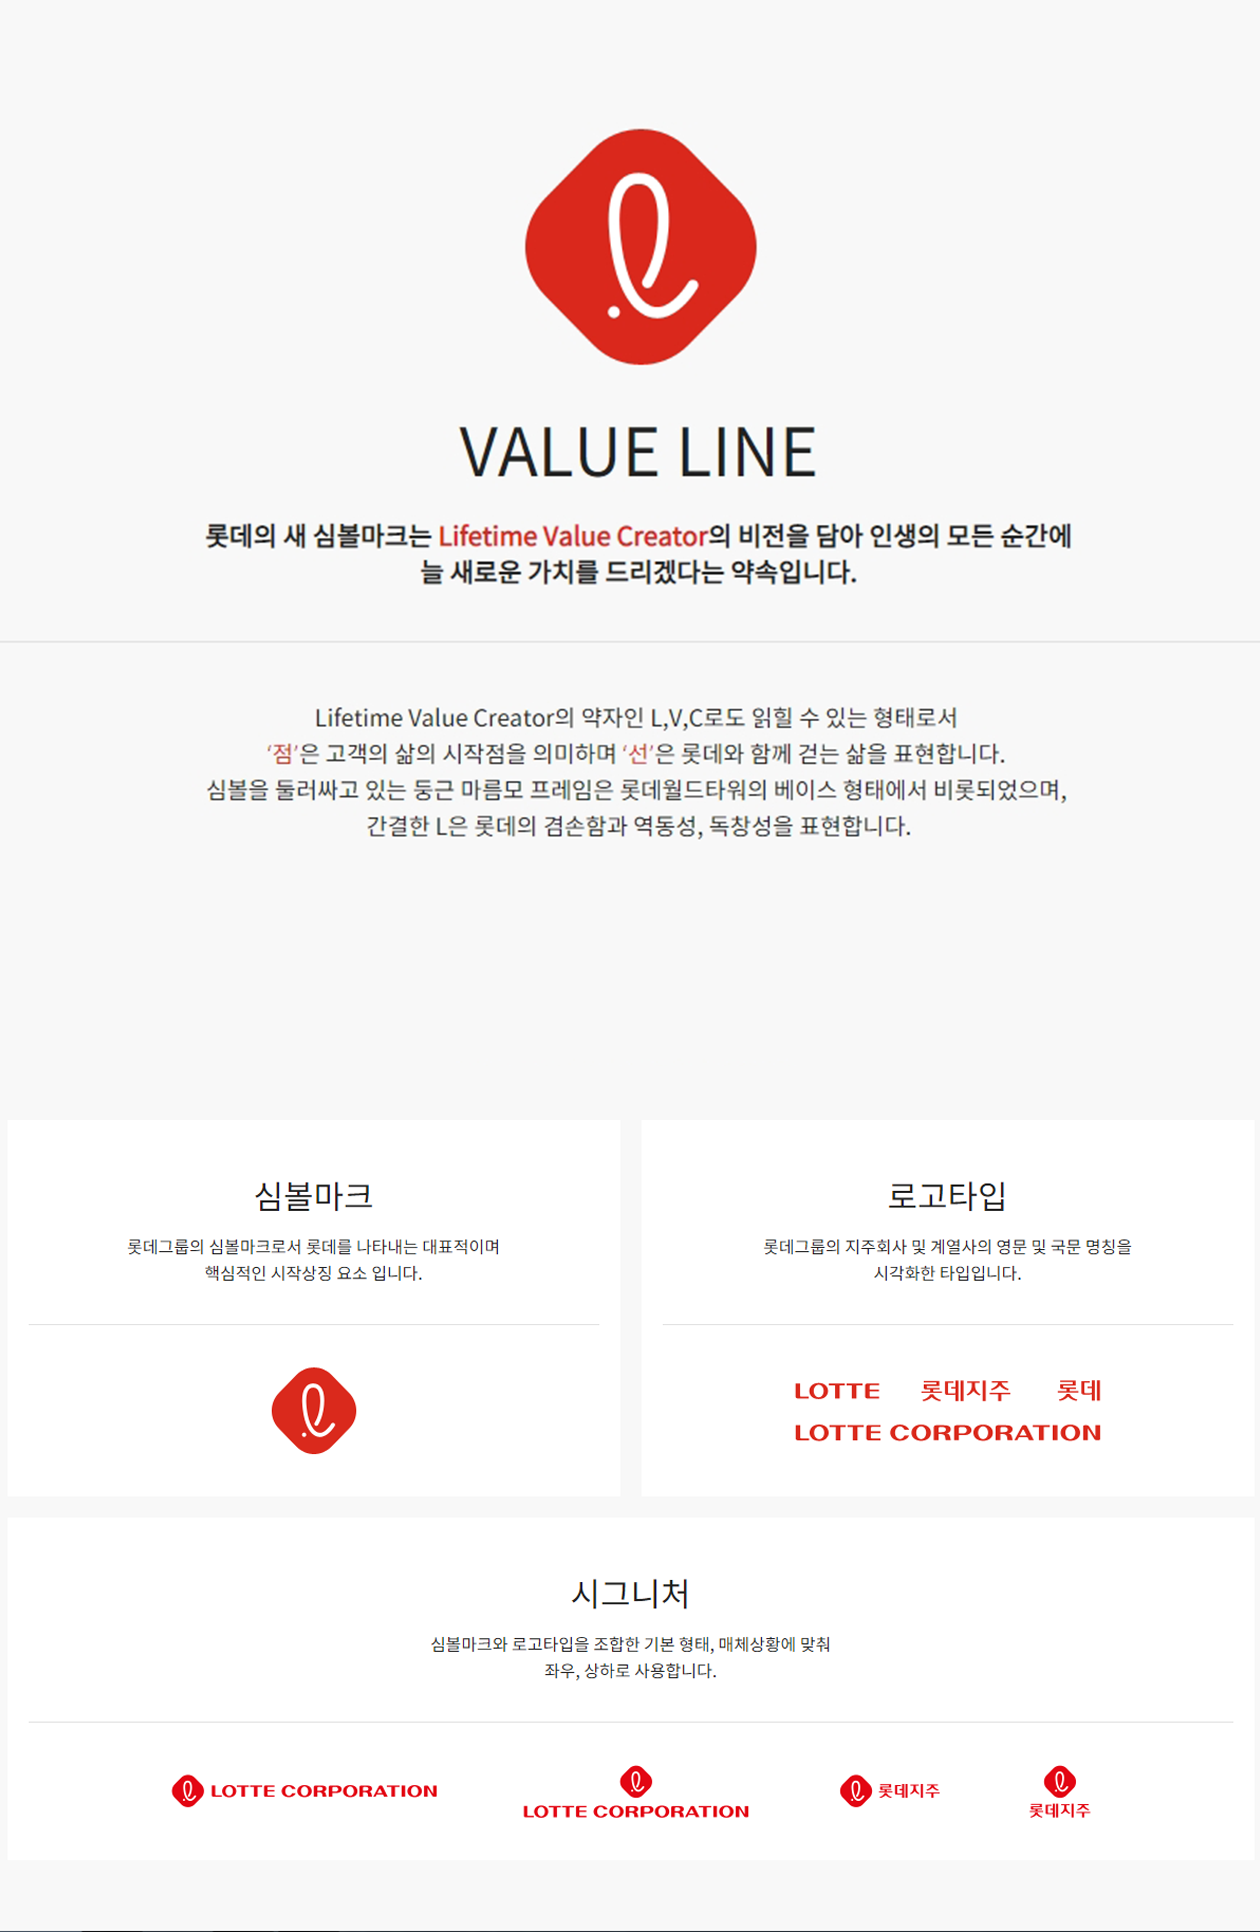 VALUE LINE
롯데의 새 심볼마크는 Lifetime Value Creator의 비전을 담아 인생의 모든 순간에
늘 새로운 가치를 드리겠다는 약속입니다.
Lifetime Value Creator의 약자인 L,V,C로도 읽힐 수 있는 형태로서
‘점’은 고객의 삶의 시작점을 의미하며 ‘선’은 롯데와 함께 걷는 삶을 표현합니다.
심볼을 둘러싸고 있는 둥근 마름모 프레임은 롯데월드타워의 베이스 형태에서 비롯되었으며,
간결한 L은 롯데의 겸손함과 역동성, 독창성을 표현합니다.
심볼마크
롯데그룹의 심볼마크로서 롯데를 나타내는 대표적이며
핵심적인 시작상징 요소 입니다.
로고타입
롯데그룹의 지주회사 및 계열사의 영문 및 국문 명칭을
시각화한 타입입니다.
LOTTE 롯데지주 롯데
LOTTE CORPORATION
시그니처
심볼마크와 로고타입을 조합한 기본 형태, 매체상황에 맞춰
좌우, 상하로 사용합니다.
LOTTE CORPORATION
LOTTE CORPORATION
롯데지주
롯데지주